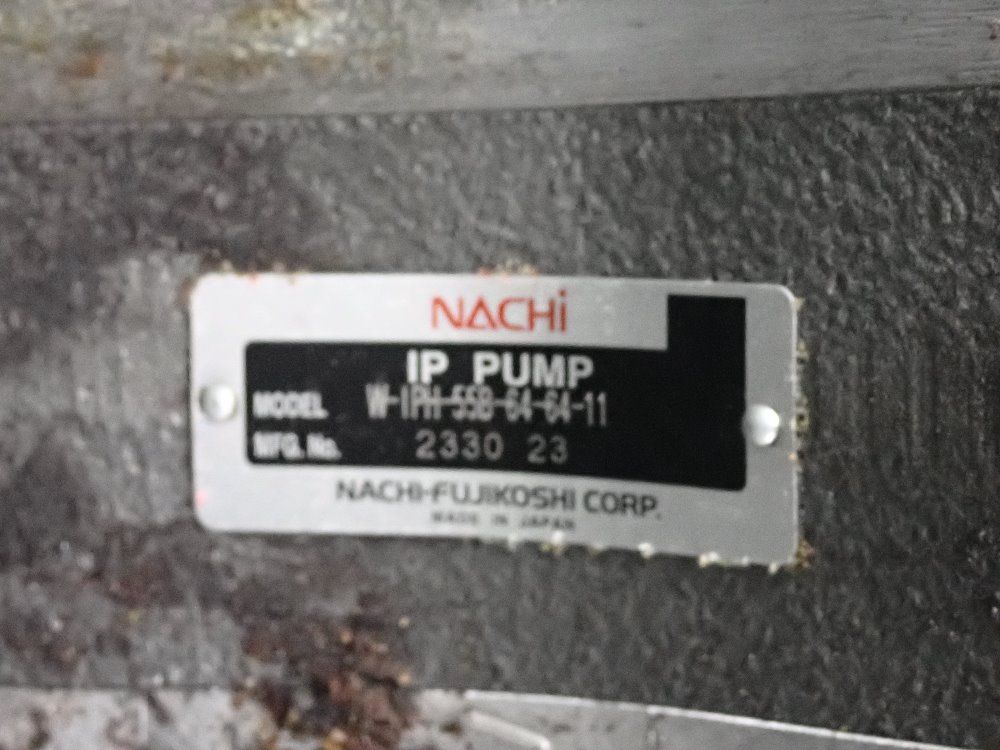 NACHi
IP PUMP
MODEL W-IPH-55B-64-64-11
MFG. No. 2330 23
NACHI-FUJIKOSHI CORP.
MADE IN JAPAN